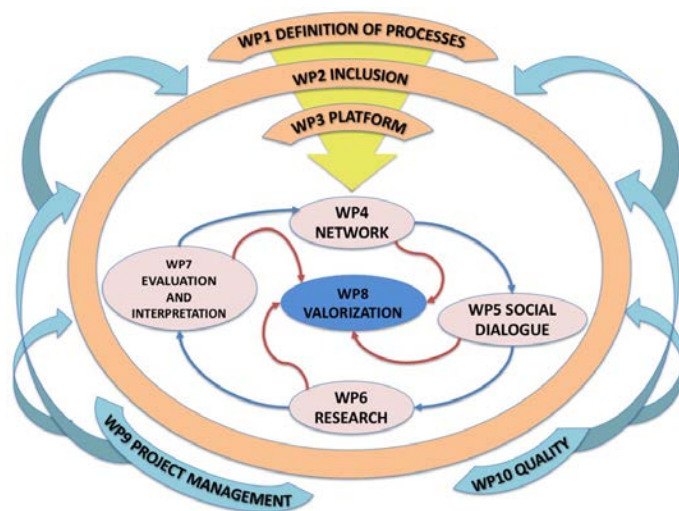 WP1 DEFINITION OF PROCESSES
WP2 INCLUSION
WP3 PLATFORM
WP4
NETWORK
WP7
EVALUATION
AND
INTERPRETATION
WP8
VALORIZATION
WP5 SOCIAL
DIALOGUE
WP6
RESEARCH
WP9 PROJECT MANAGEMENT
WP10 QUALITY